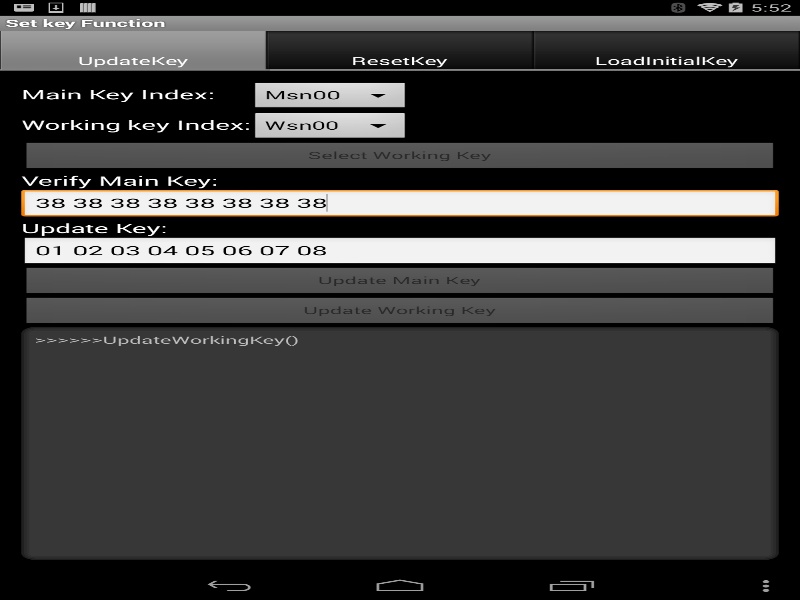 5:52
Set key Function
UpdateKey ResetKey LoadInitialKey
Main Key Index: Msn00
Working key Index: Wsn00
Select Working Key
Verify Main Key:
38 38 38 38 38 38 38 38
Update Key:
01 02 03 04 05 06 07 08
Update Main Key
Update Working Key
>>>>>>UpdateWorkingKey()